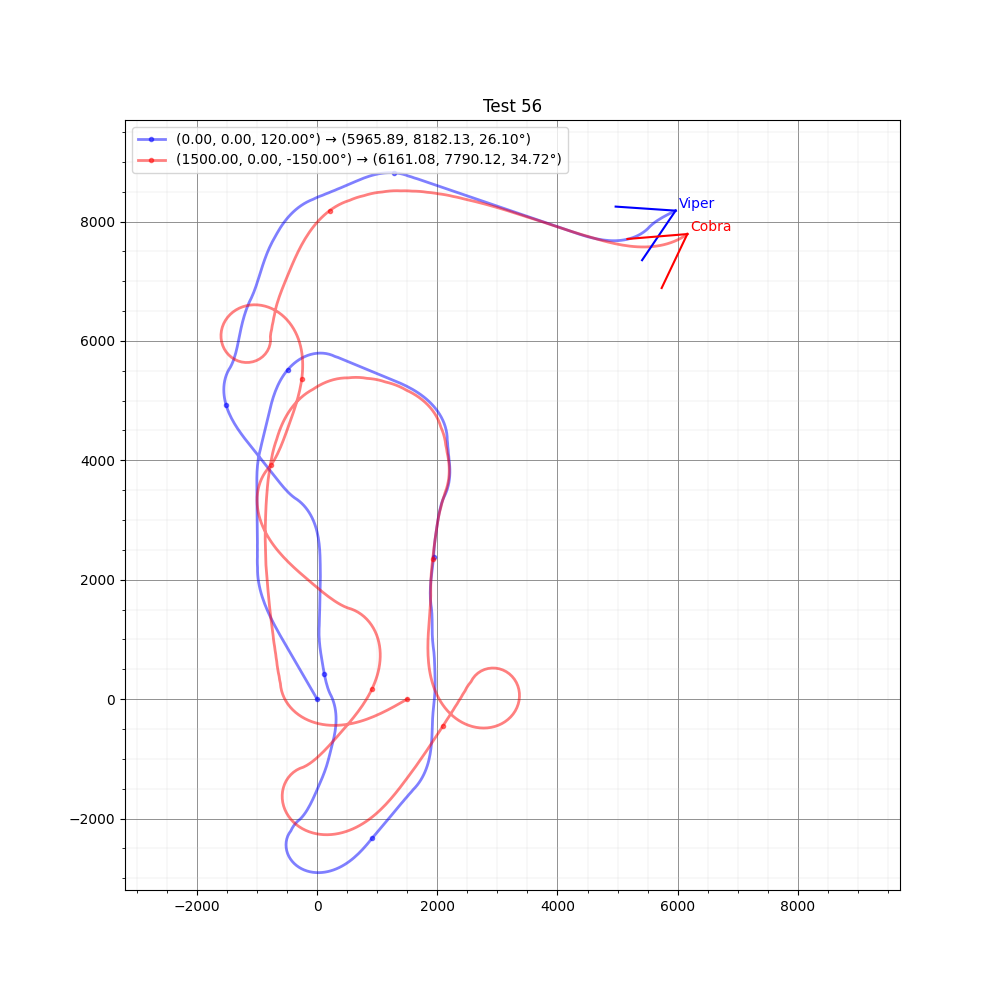 Test 56
(0.00, 0.00, 120.00°) → (5965.89, 8182.13, 26.10°)
(1500.00, 0.00, -150.00°) → (6161.08, 7790.12, 34.72°)
Viper
Cobra
8000
6000
4000
2000
0
−2000
−2000 0 2000 4000 6000 8000